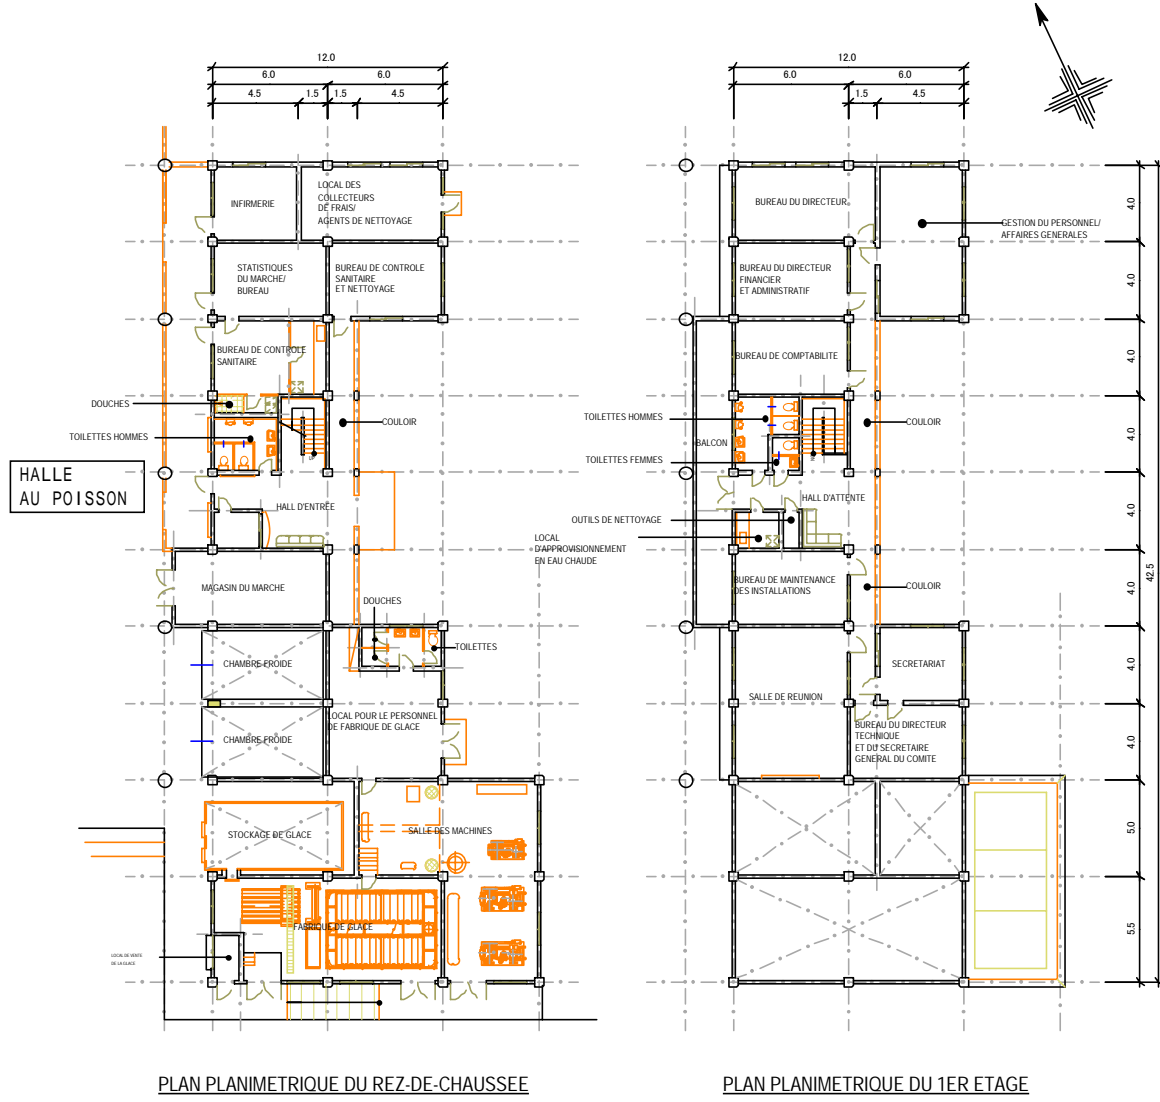 12.0
6.0
6.0
4.5
1.5
1.5
4.5
INFIRMERIE
LOCAL DES
COLLECTEURS
DE FRAIS/
AGENTS DE NETTOYAGE
STATISTIQUES
DU MARCHE/
BUREAU
BUREAU DE CONTROLE
SANITAIRE
ET NETTOYAGE
BUREAU DE CONTROLE
SANITAIRE
DOUCHES
TOILETTES HOMMES
COULOIR
HALLE
AU POISSON
HALL D'ENTRÉE
MAGASIN DU MARCHE
DOUCHES
TOILETTES
CHAMBRE FROIDE
LOCAL POUR LE PERSONNEL
DE FABRIQUE DE GLACE
CHAMBRE FROIDE
STOCKAGE DE GLACE
SALLE DES MACHINES
FABRIQUE DE GLACE
LOCAL DE VENTE
DE LA GLACE
PLAN PLANIMETRIQUE DU REZ-DE-CHAUSSEE
12.0
6.0
6.0
1.5
4.5
BUREAU DU DIRECTEUR
GESTION DU PERSONNEL/
AFFAIRES GENERALES
BUREAU DU DIRECTEUR
FINANCIER
ET ADMINISTRATIF
BUREAU DE COMPTABILITE
TOILETTES HOMMES
BALCON
TOILETTES FEMMES
COULOIR
HALL D'ATTENTE
OUTILS DE NETTOYAGE
LOCAL
D'APPROVISIONNEMENT
EN EAU CHAUDE
BUREAU DE MAINTENANCE
DES INSTALLATIONS
COULOIR
SECRETARIAT
SALLE DE REUNION
BUREAU DU DIRECTEUR
TECHNIQUE
ET DU SECRETAIRE
GENERAL DU COMITE
4.0
4.0
4.0
4.0
4.0
4.0
4.0
4.0
5.0
5.5
42.5
PLAN PLANIMETRIQUE DU 1ER ETAGE